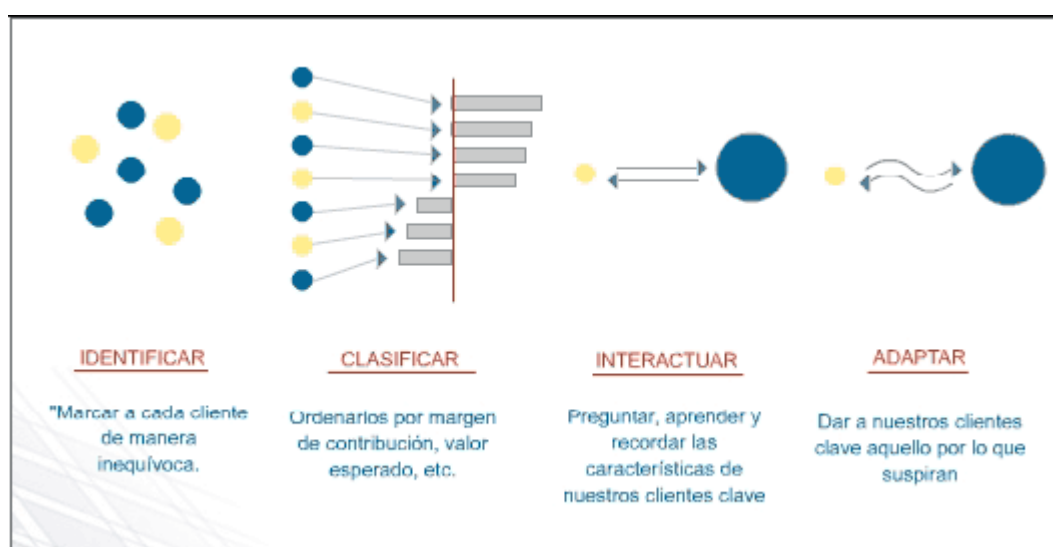 IDENTIFICAR
"Marcar a cada cliente
de manera
inequívoca.
CLASIFICAR
Ordenarlos por margen
de contribución, valor
esperado, etc.
INTERACTUAR
Preguntar, aprender y
recordar las
características de
nuestros clientes clave
ADAPTAR
Dar a nuestros clientes
clave aquello por lo que
suspiran